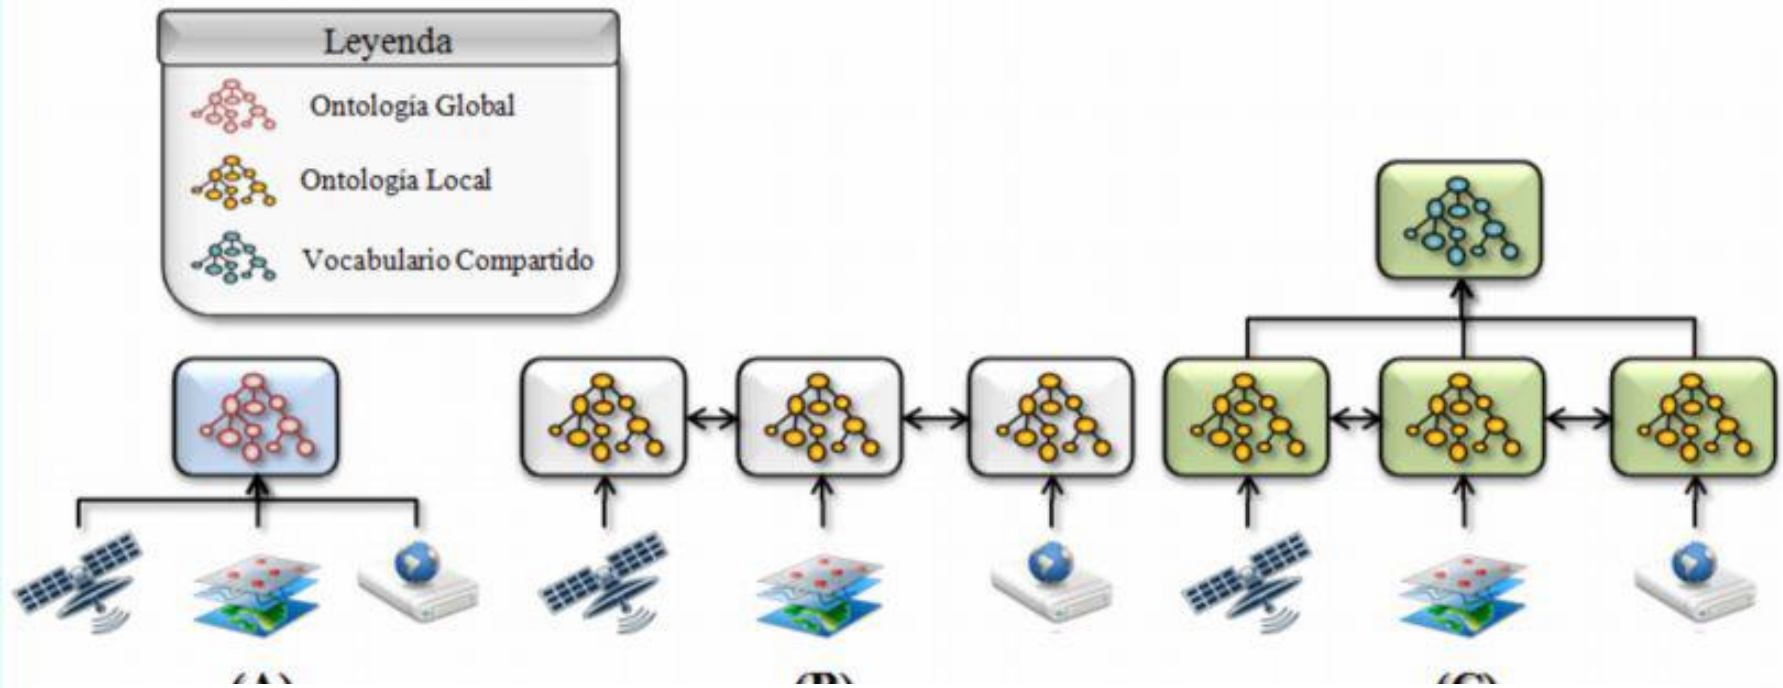 Leyenda
Ontología Global
Ontología Local
Vocabulario Compartido
(A) (B) (C)